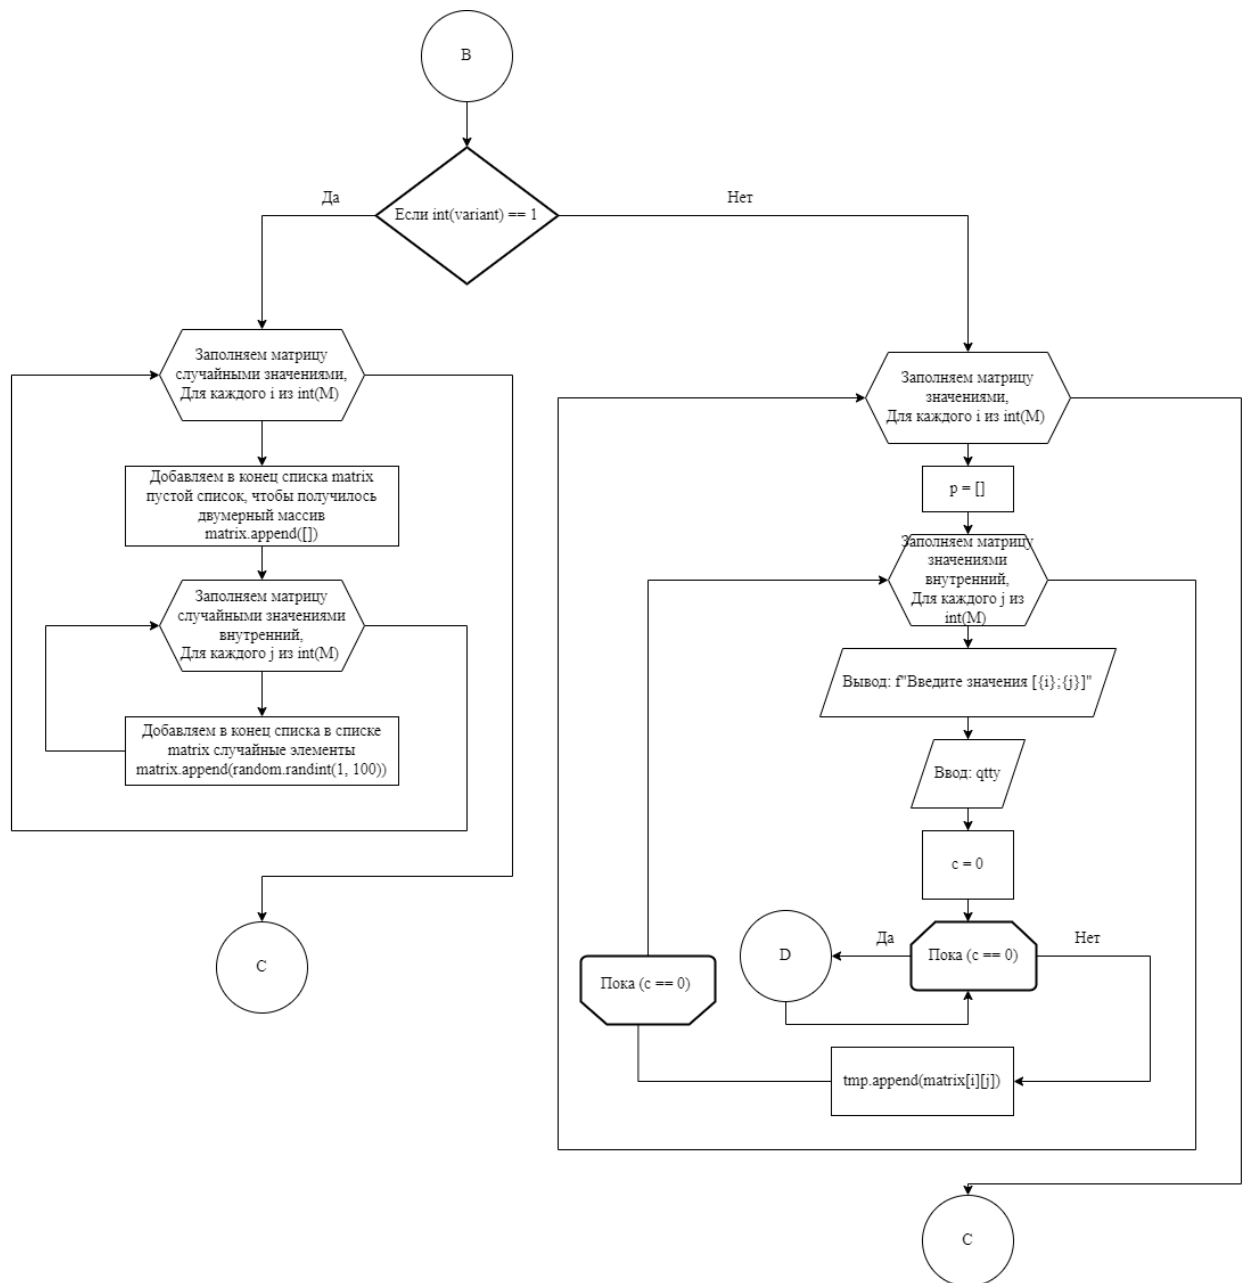 B
Да
Нет
Если int(variant) == 1
Заполняем матрицу
случайными значениями,
Для каждого i из int(M)
Добавляем в конец списка matrix
пустой список, чтобы получилось
двумерный массив
matrix.append([])
Заполняем матрицу
случайными значениями
внутренний,
Для каждого j из int(M)
Добавляем в конец списка в списке
matrix случайные элементы
matrix.append(random.randint(1, 100))
C
Заполняем матрицу
значениями,
Для каждого i из int(M)
p = []
Заполняем матрицу
значениями
внутренний,
Для каждого j из
int(M)
Вывод: f"Введите значения [{i};{j}]"
Ввод: qtty
c = 0
Да
Нет
D
Пока (c == 0)
Пока (c == 0)
tmp.append(matrix[i][j])
C